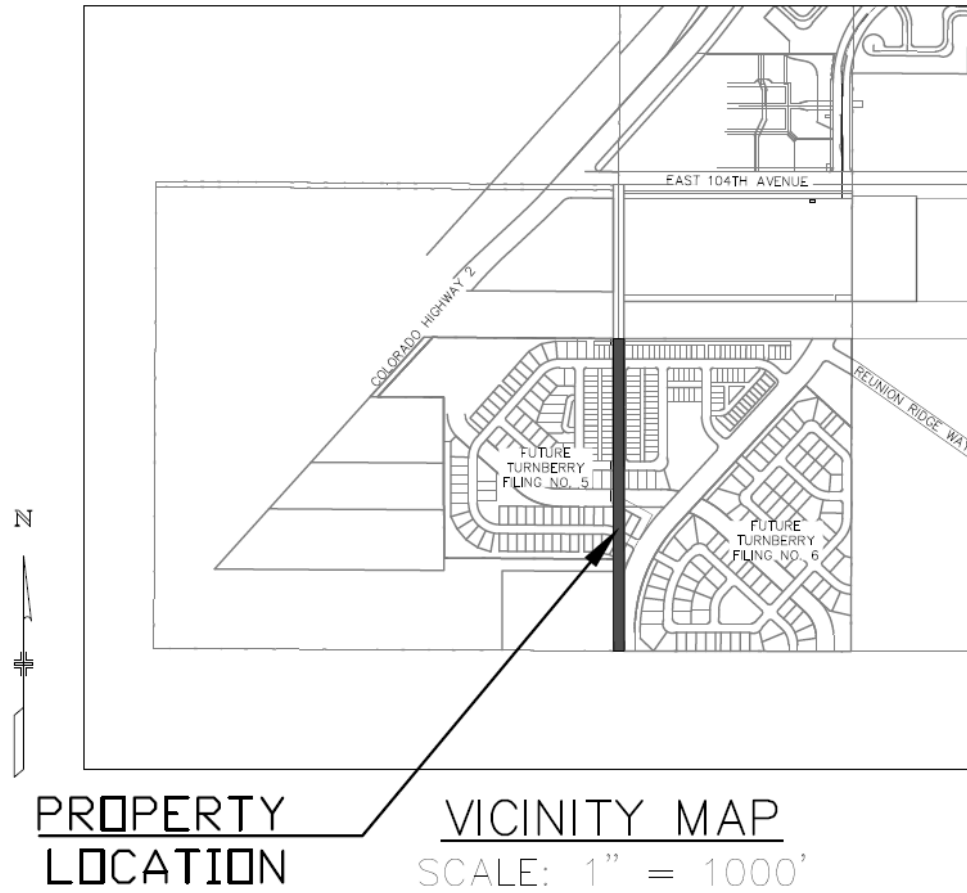 EAST 104TH AVENUE
COLORADO HIGHWAY 2
REUNION RIDGE WAY
FUTURE
TURNBERRY
FILING NO. 5
N
FUTURE
TURNBERRY
FILING NO. 6
PROPERTY
LOCATION
VICINITY MAP
SCALE: 1" = 1000'